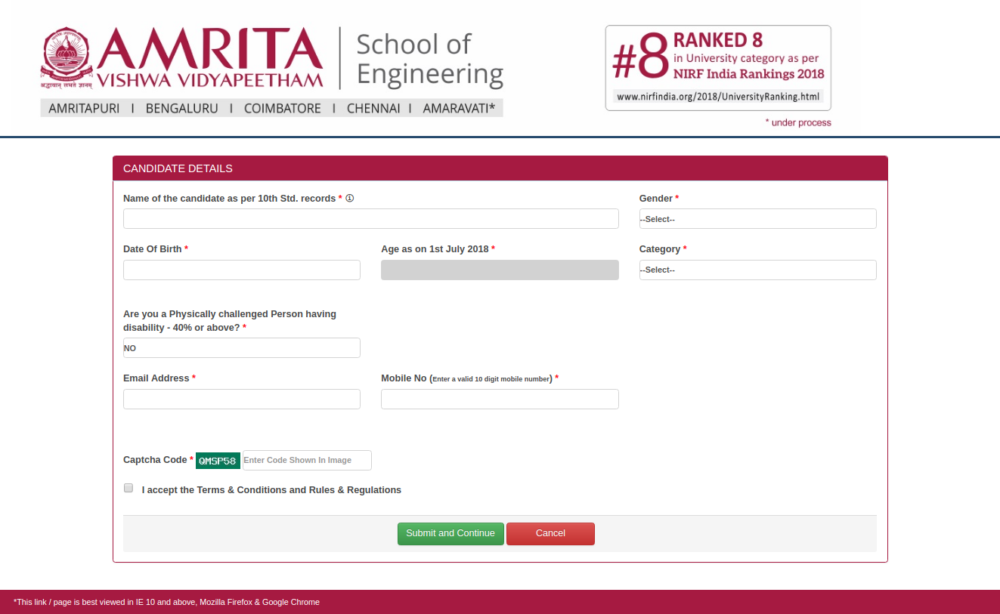 AMRITA
VISHWA VIDYAPEETHAM
श्रद्धावान् लभते ज्ञानम्
School of
Engineering
AMRITAPURI I BENGALURU I COIMBATORE I CHENNAI I AMARAVATI*
#8 RANKED 8
in University category as per
NIRF India Rankings 2018
www.nirfindia.org/2018/UniversityRanking.html
* under process
CANDIDATE DETAILS
Name of the candidate as per 10th Std. records *
Gender *
--Select--
Date Of Birth *
Age as on 1st July 2018 *
Category *
--Select--
Are you a Physically challenged Person having
disability - 40% or above? *
NO
Email Address *
Mobile No (Enter a valid 10 digit mobile number) *
Captcha Code * QMSP58 Enter Code Shown In Image
I accept the Terms & Conditions and Rules & Regulations
Submit and Continue
Cancel
*This link / page is best viewed in IE 10 and above, Mozilla Firefox & Google Chrome